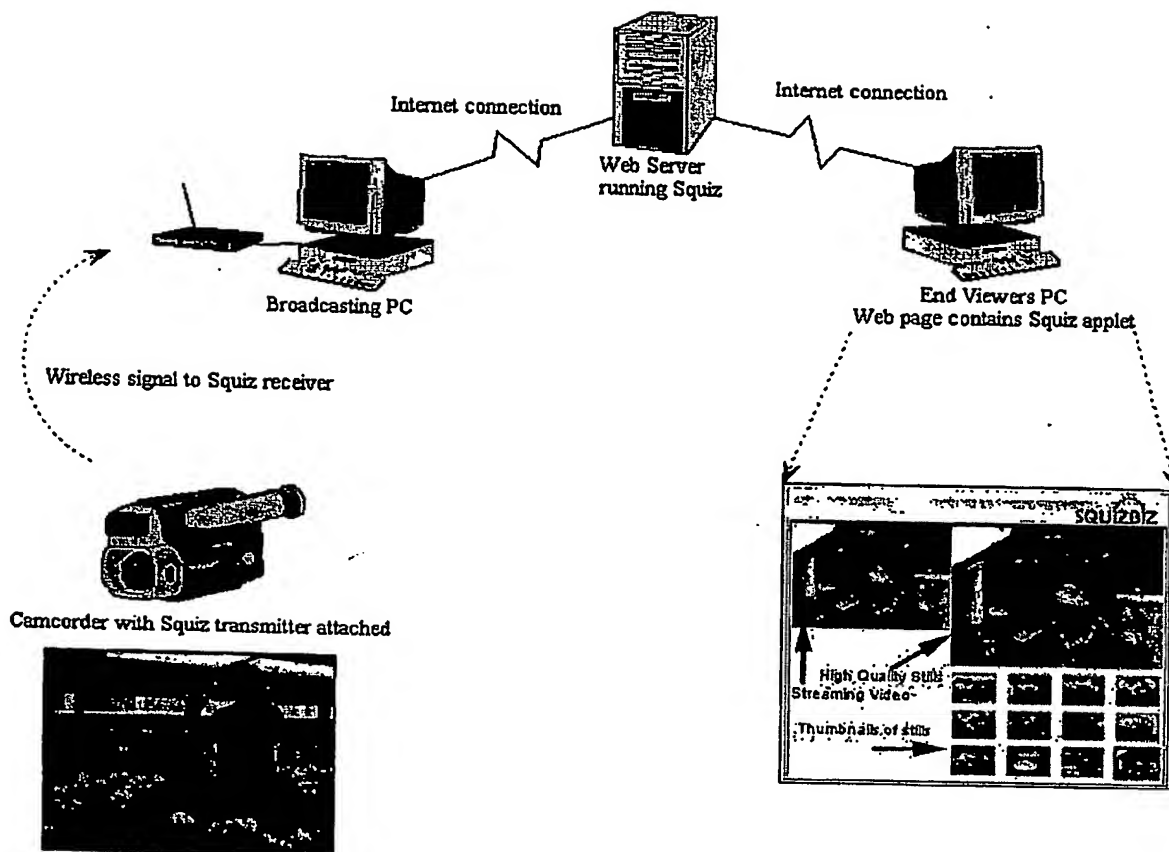 Internet connection
Internet connection
Web Server
running Squiz
Broadcasting PC
End Viewers PC
Web page contains Squiz applet
Wireless signal to Squiz receiver
SQUIZBIZ
Camcorder with Squiz transmitter attached
High Quality Stills
Streaming Video
Thumbnails of stills